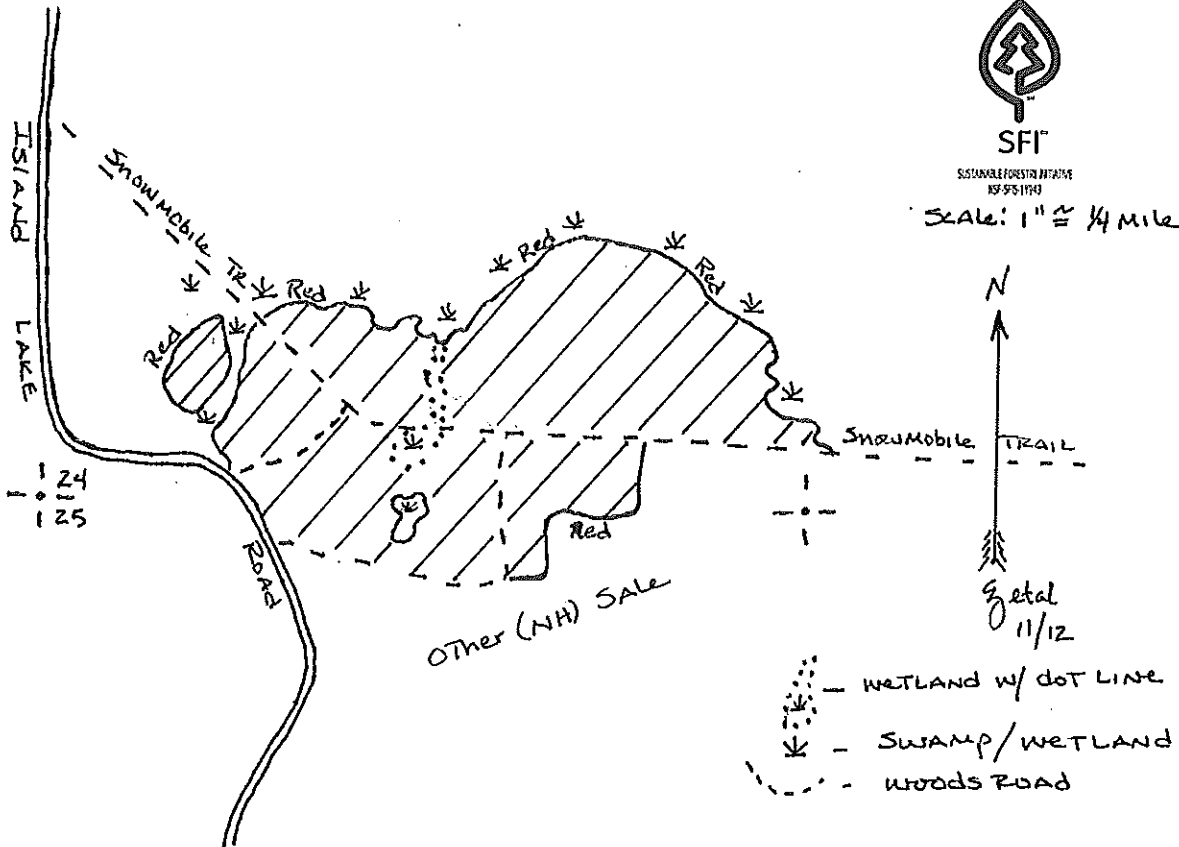 SFI
SUSTAINABLE FORESTRY INITIATIVE
SCALE: 1" ≅ 1/4 MILE
ISLAND LAKE ROAD
SNOWMOBILE TR
Red
Red
Red
Red
Red
N
SNOWMOBILE TRAIL
24
25
OTHER (NH) SALE
11/12
— WETLAND W/ DOT LINE
- SWAMP/WETLAND
- WOODS ROAD